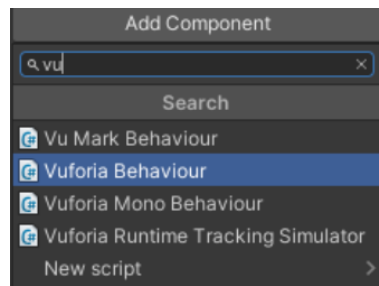 Add Component
vu
Search
Vu Mark Behaviour
Vuforia Behaviour
Vuforia Mono Behaviour
Vuforia Runtime Tracking Simulator
New script